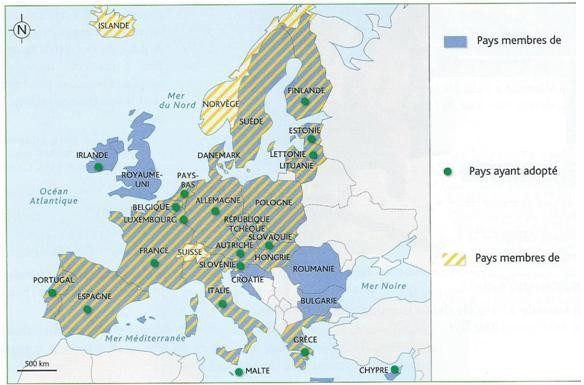 ISLANDE
N
Mer
du Nord
NORVÈGE
FINLANDE
SUÈDE
ESTONIE
LETTONIE
LITUANIE
DANEMARK
IRLANDE
ROYAUME-
UNI
PAYS-
BAS
Océan
Atlantique
BELGIQUE
ALLEMAGNE
POLOGNE
LUXEMBOURG
RÉPUBLIQUE
TCHÈQUE
SLOVAQUIE
FRANCE
SUISSE
AUTRICHE
HONGRIE
SLOVÉNIE
CROATIE
ROUMANIE
PORTUGAL
ESPAGNE
ITALIE
BULGARIE
Mer Noire
Mer Méditerranée
GRÈCE
500 km
MALTE
CHYPRE
Pays membres de
Pays ayant adopté
Pays membres de